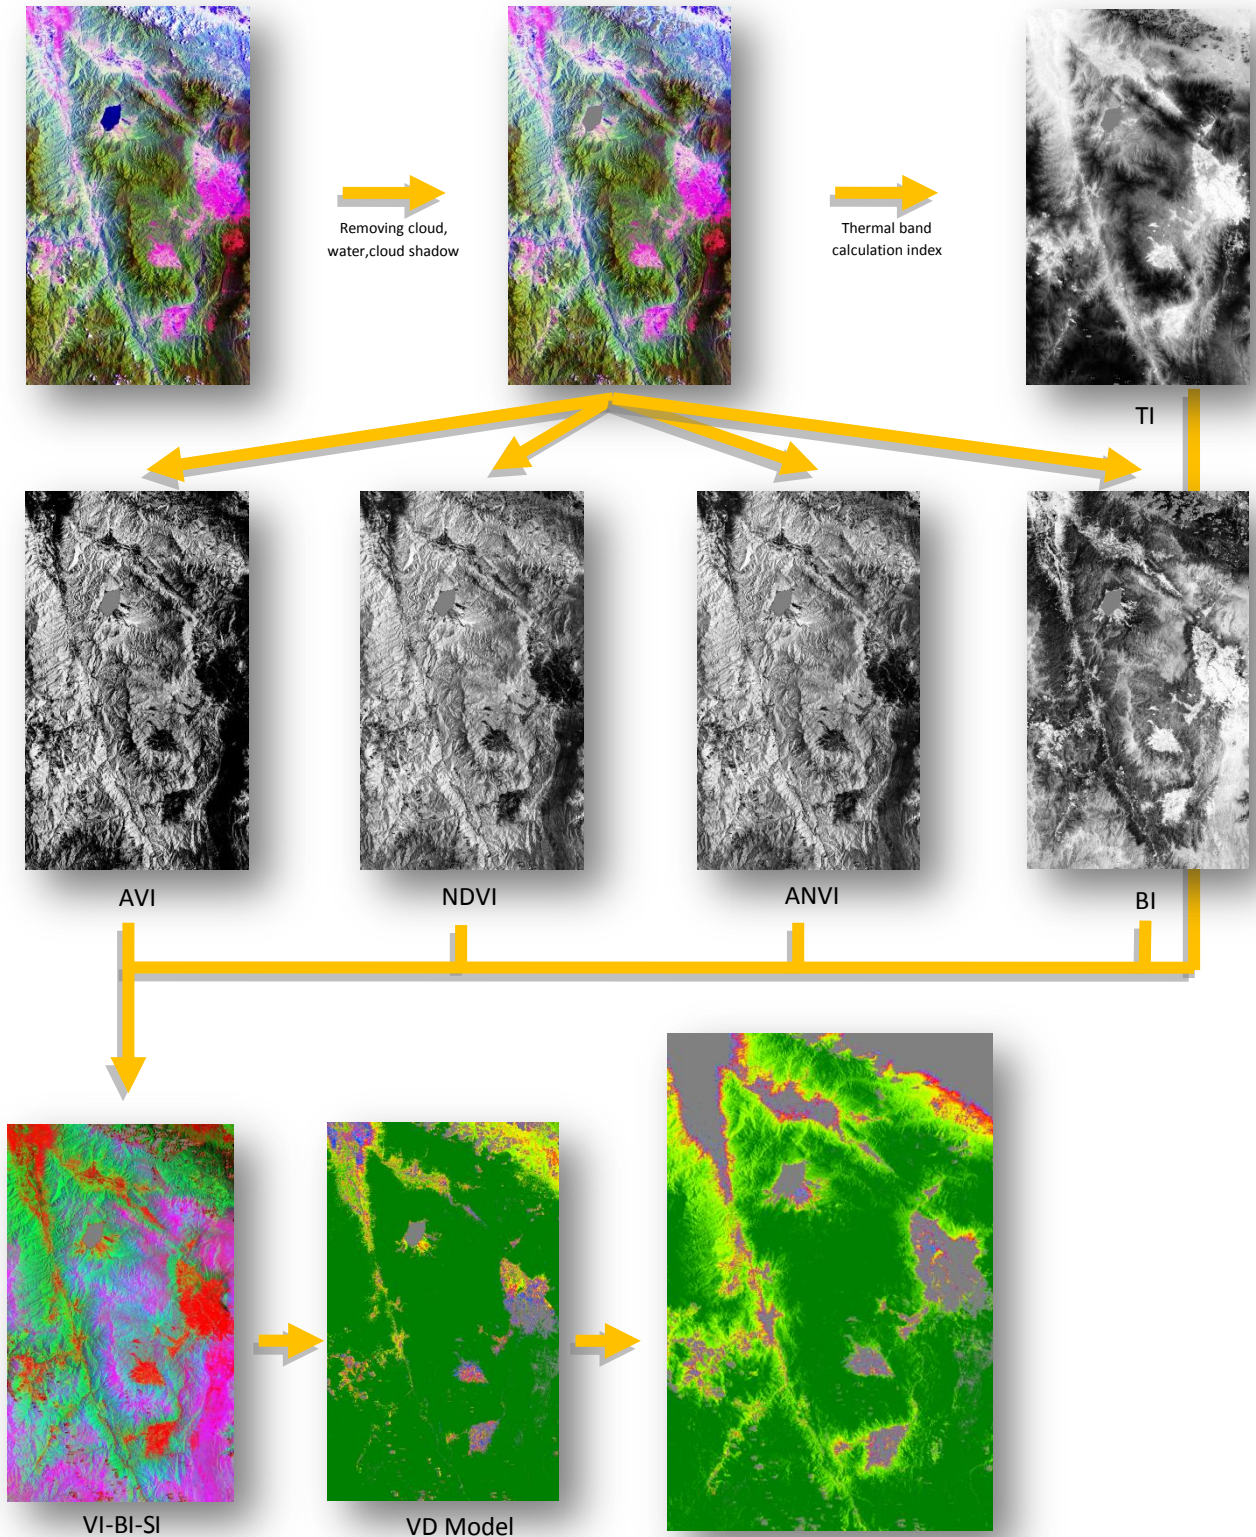 Removing cloud,
water,cloud shadow
Thermal band
calculation index
TI
AVI
NDVI
ANVI
BI
VI-BI-SI
VD Model